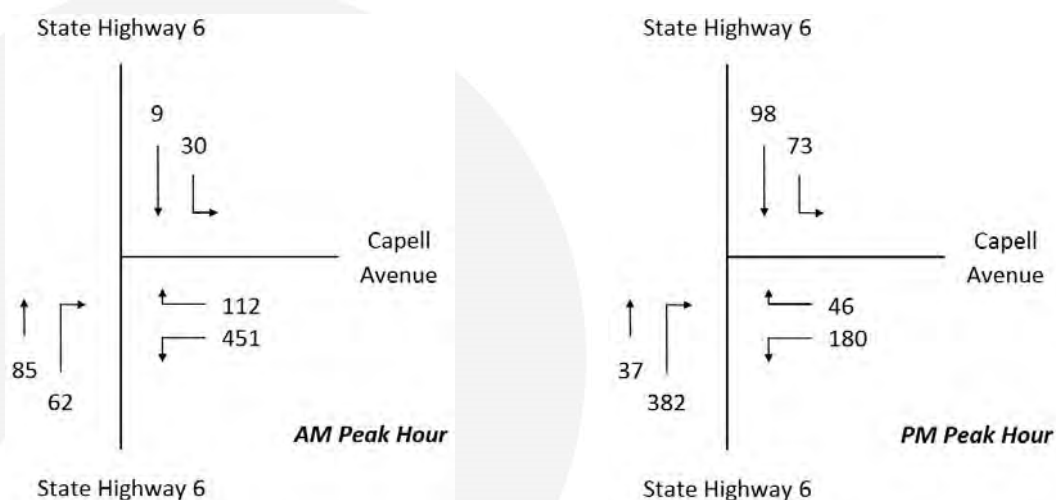 State Highway 6
9
30
Capell
Avenue
112
451
85
62
AM Peak Hour
State Highway 6
State Highway 6
98
73
Capell
Avenue
46
180
37
382
PM Peak Hour
State Highway 6